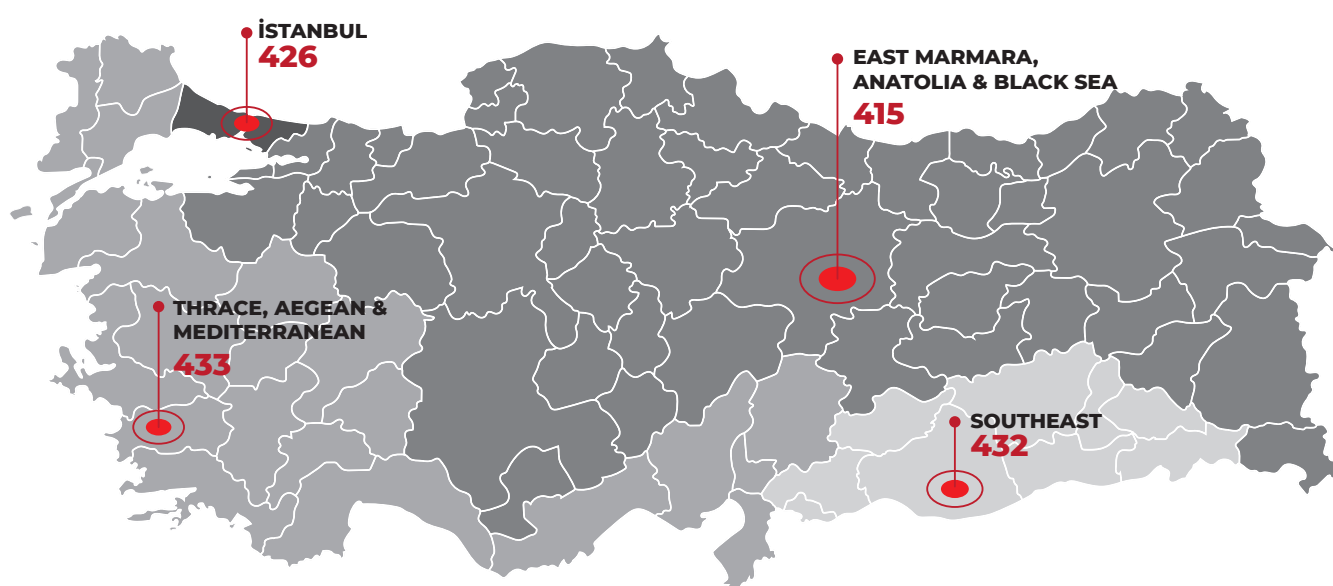 İSTANBUL
426
EAST MARMARA,
ANATOLIA & BLACK SEA
415
THRACE, AEGEAN &
MEDITERRANEAN
433
SOUTHEAST
432